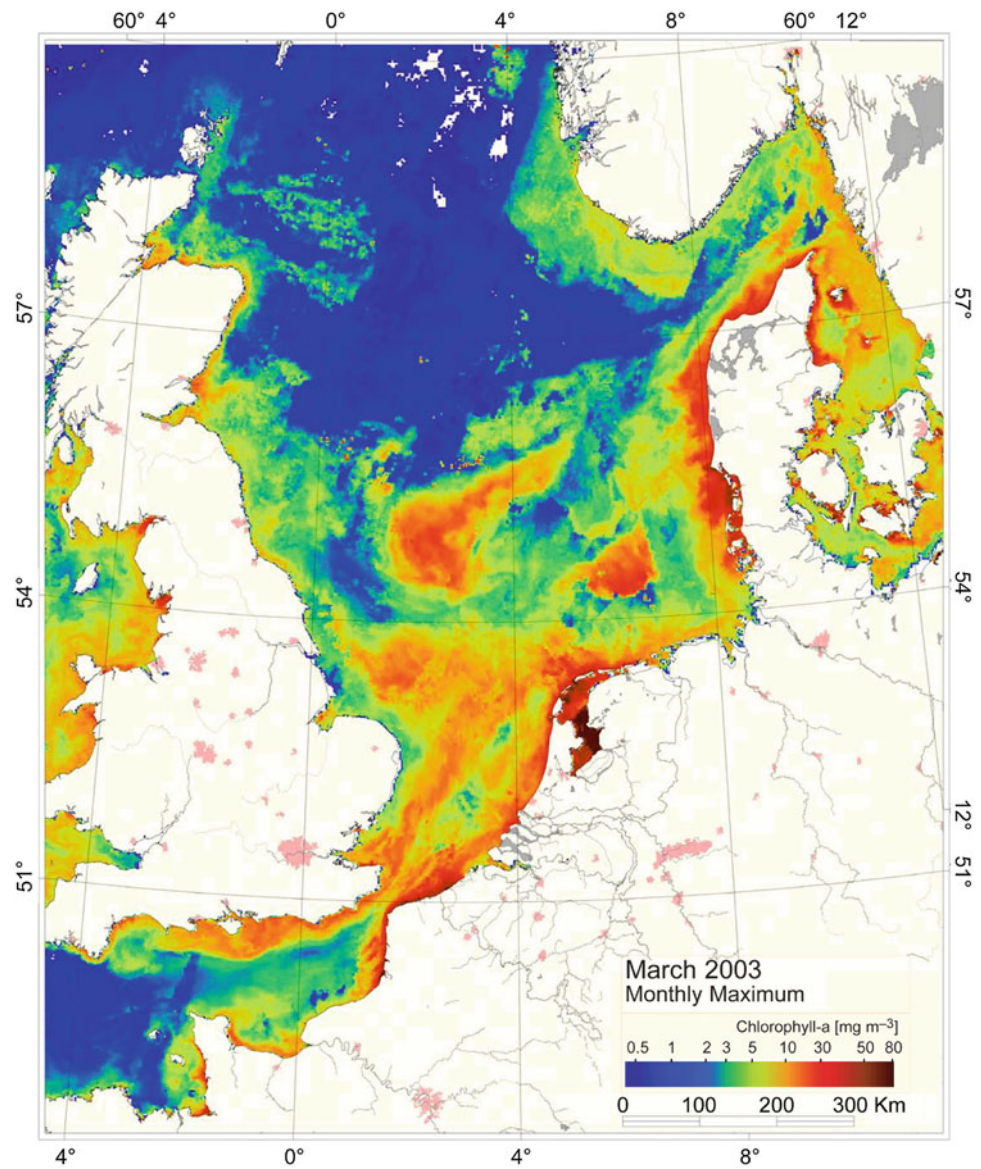 60° 4° 0° 4° 8° 60° 12°
57° 57°
54° 54°
12°
51° 51°
March 2003
Monthly Maximum
Chlorophyll-a [mg m⁻³]
0.5 1 2 3 5 10 30 50 80
0 100 200 300 Km
4° 0° 4° 8°